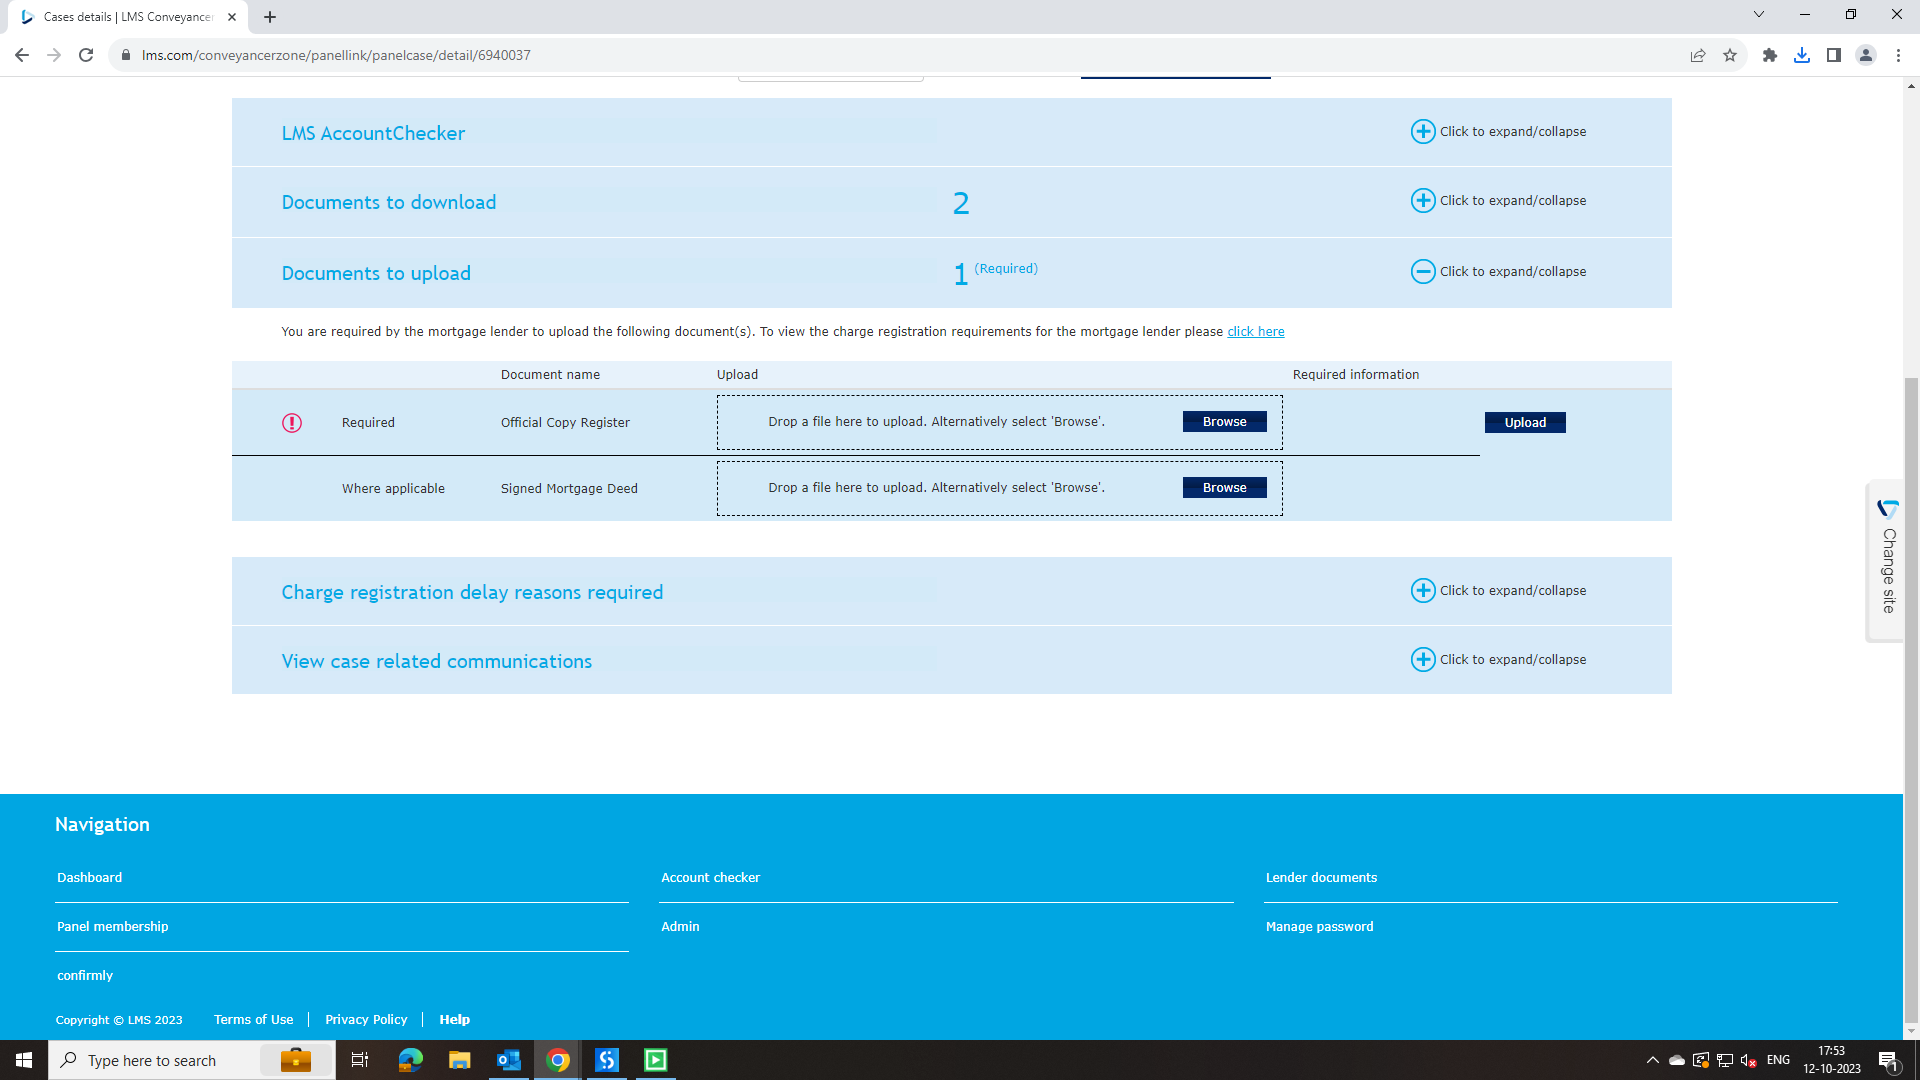 Cases details | LMS Conveyancer
lms.com/conveyancerzone/panellink/panelcase/detail/6940037
LMS AccountChecker
Click to expand/collapse
Documents to download
2
Click to expand/collapse
Documents to upload
1 (Required)
Click to expand/collapse
You are required by the mortgage lender to upload the following document(s). To view the charge registration requirements for the mortgage lender please click here
Document name Upload Required information
Required Official Copy Register Drop a file here to upload. Alternatively select 'Browse'. Browse Upload
Where applicable Signed Mortgage Deed Drop a file here to upload. Alternatively select 'Browse'. Browse
Change site
Charge registration delay reasons required
Click to expand/collapse
View case related communications
Click to expand/collapse
Navigation
Dashboard Account checker Lender documents
Panel membership Admin Manage password
confirmly
Copyright © LMS 2023 Terms of Use | Privacy Policy | Help
Type here to search
ENG
17:53
12-10-2023
1